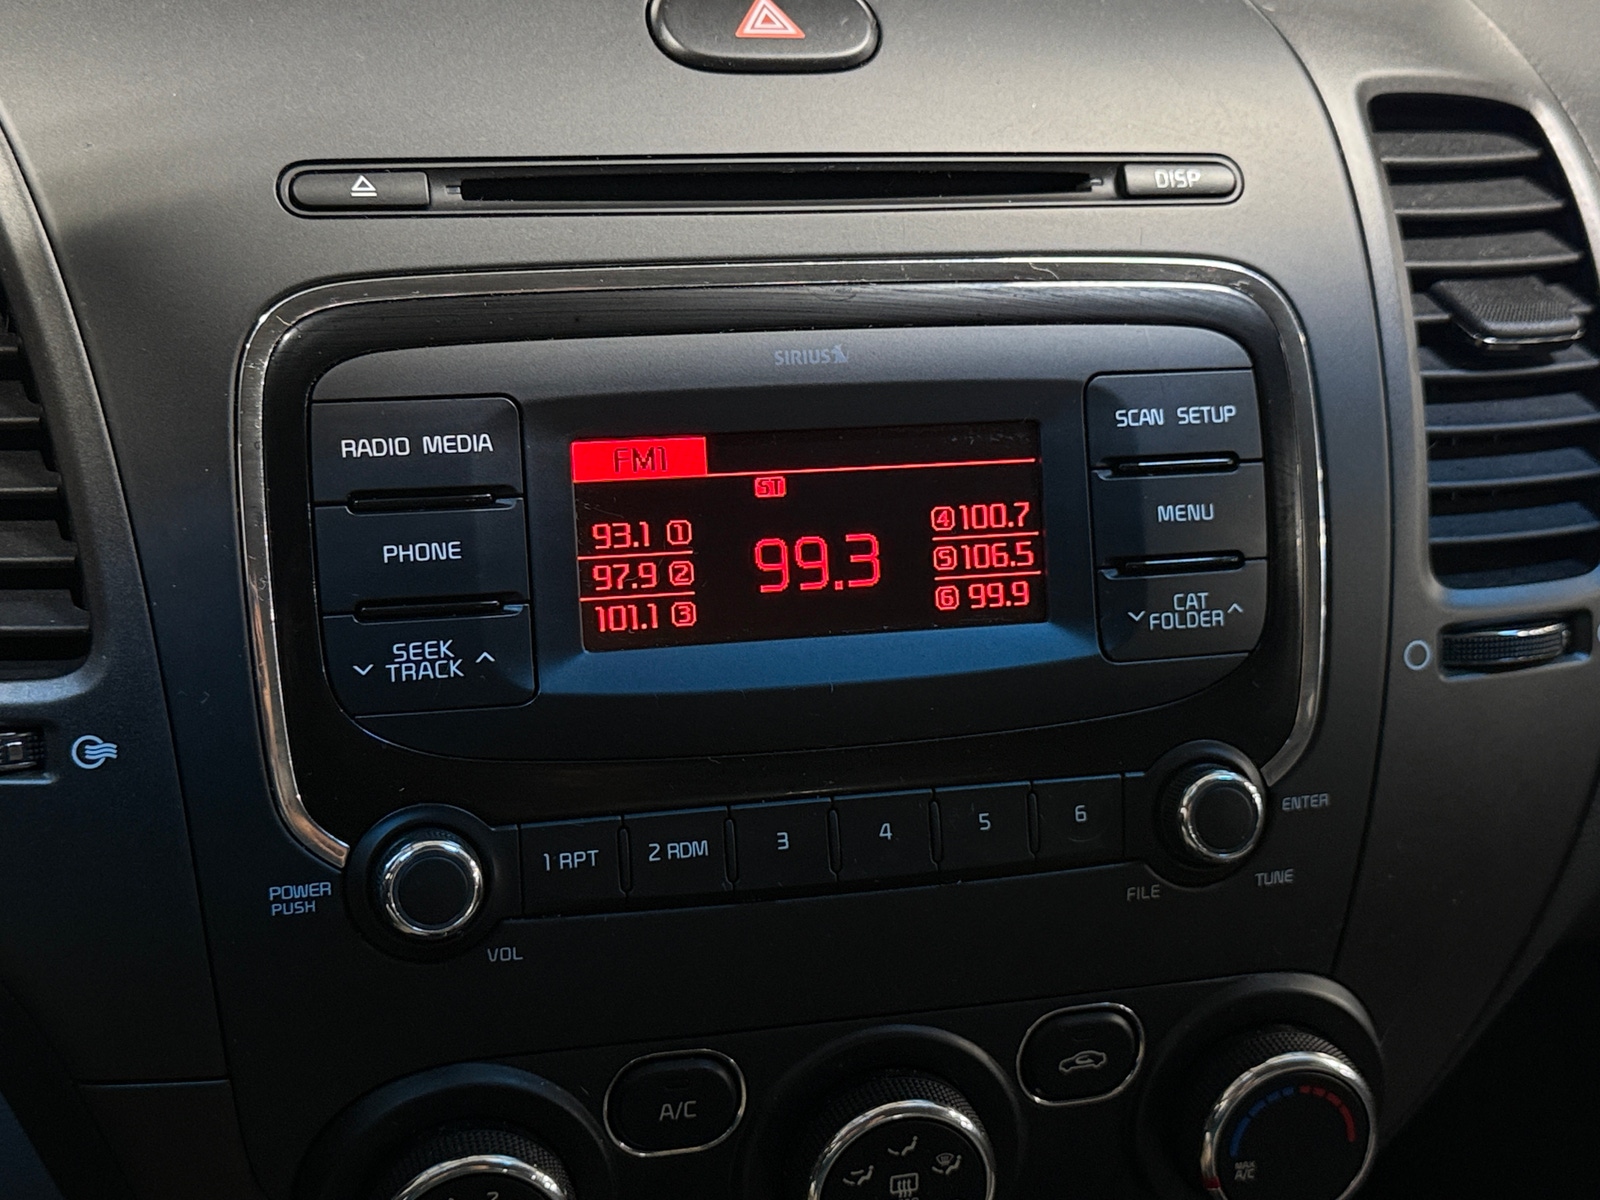 DISP
SIRIUS
RADIO MEDIA
PHONE
SEEK
TRACK
FM1
ST
93.1 1
97.9 2
101.1 3
99.3
4 100.7
5 106.5
6 99.9
SCAN SETUP
MENU
CAT
FOLDER
POWER
PUSH
VOL
1 RPT
2 RDM
3
4
5
6
ENTER
TUNE
FILE
A/C
MAX
A/C
2